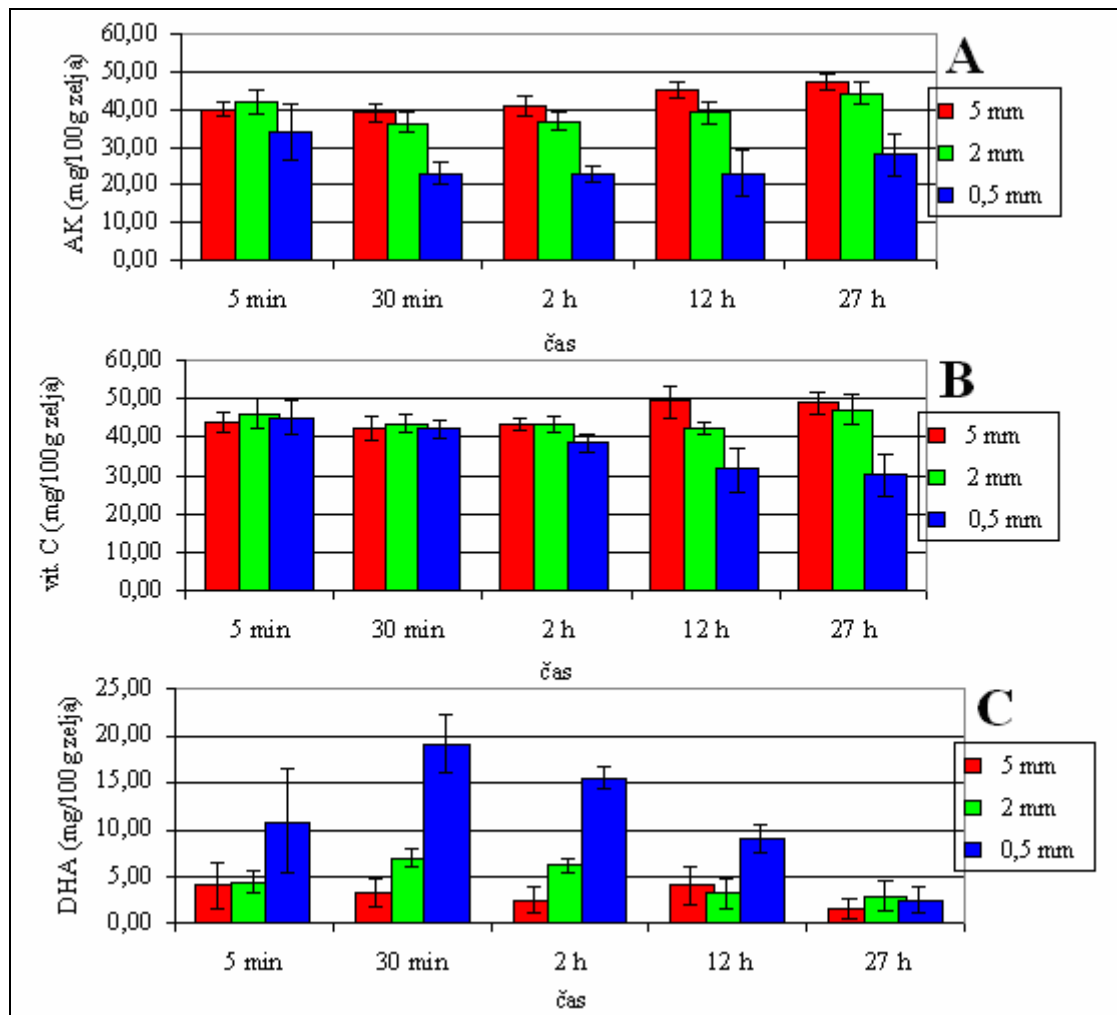 A
AK (mg/100g zelja)
60,00
50,00
40,00
30,00
20,00
10,00
0,00
5 min 30 min 2 h 12 h 27 h
čas
5 mm
2 mm
0,5 mm
B
vit. C (mg/100g zelja)
60,00
50,00
40,00
30,00
20,00
10,00
0,00
5 min 30 min 2 h 12 h 27 h
čas
5 mm
2 mm
0,5 mm
C
DHA (mg/100 g zelja)
25,00
20,00
15,00
10,00
5,00
0,00
5 min 30 min 2 h 12 h 27 h
čas
5 mm
2 mm
0,5 mm